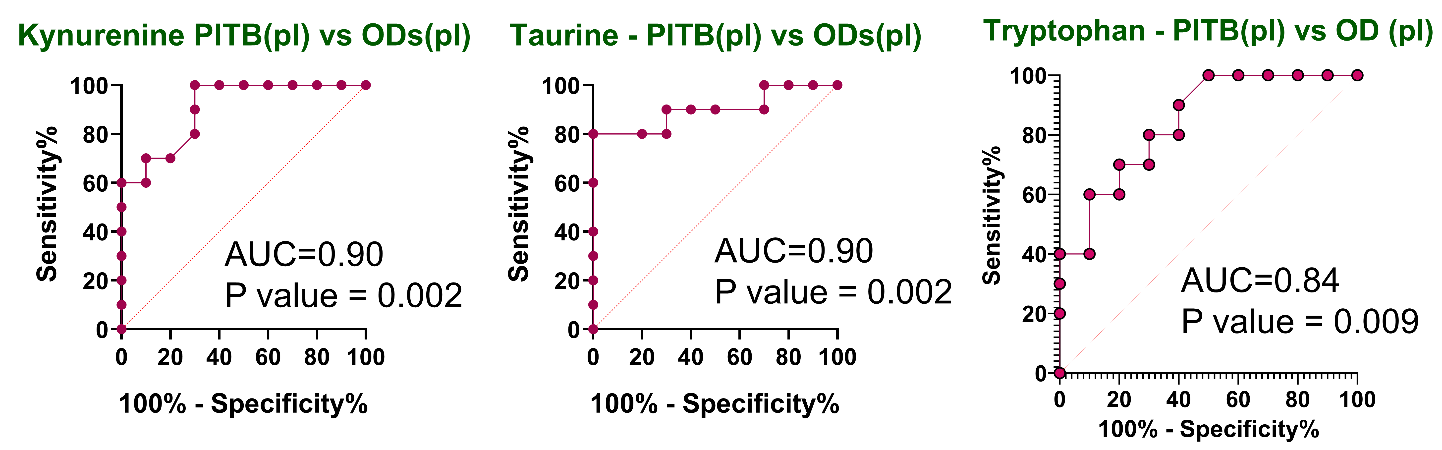 Kynurenine PITB(pl) vs ODs(pl)
100
80
60
40
20
0
Sensitivity%
AUC=0.90
P value = 0.002
0 20 40 60 80 100
100% - Specificity%
Taurine - PITB(pl) vs ODs(pl)
100
80
60
40
20
0
Sensitivity%
AUC=0.90
P value = 0.002
0 20 40 60 80 100
100% - Specificity%
Tryptophan - PITB(pl) vs OD (pl)
100
80
60
40
20
0
Sensitivity%
AUC=0.84
P value = 0.009
0 20 40 60 80 100
100% - Specificity%